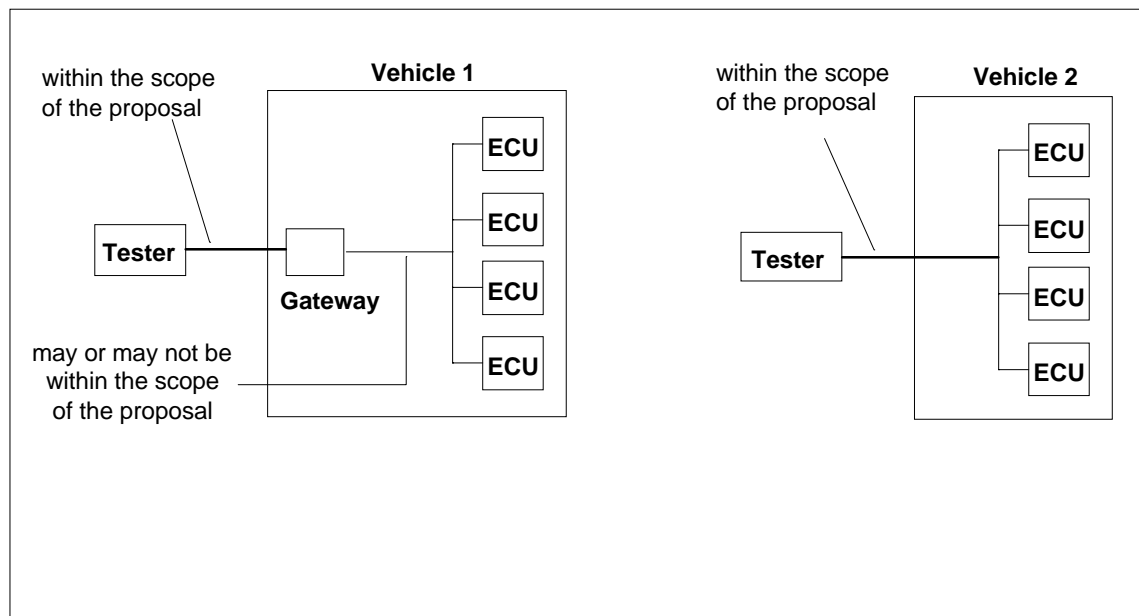 within the scope
of the proposal
Vehicle 1
ECU
ECU
ECU
ECU
Tester
Gateway
may or may not be
within the scope
of the proposal
within the scope
of the proposal
Vehicle 2
ECU
ECU
ECU
ECU
Tester